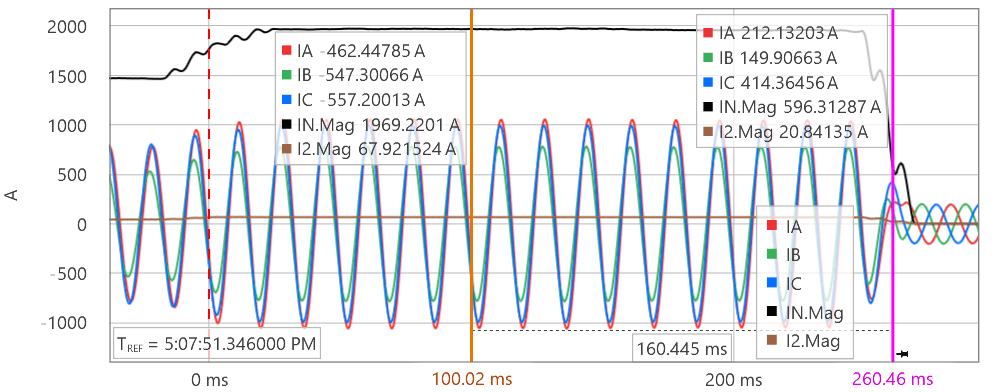 2000
1500
1000
500
0
-500
-1000
A
IA -462.44785 A
IB -547.30066 A
IC -557.20013 A
IN.Mag 1969.2201 A
I2.Mag 67.921524 A
IA 212.13203 A
IB 149.90663 A
IC 414.36456 A
IN.Mag 596.31287 A
I2.Mag 20.84135 A
IA
IB
IC
IN.Mag
I2.Mag
TREF = 5:07:51.346000 PM
160.445 ms
0 ms 100.02 ms 200 ms 260.46 ms